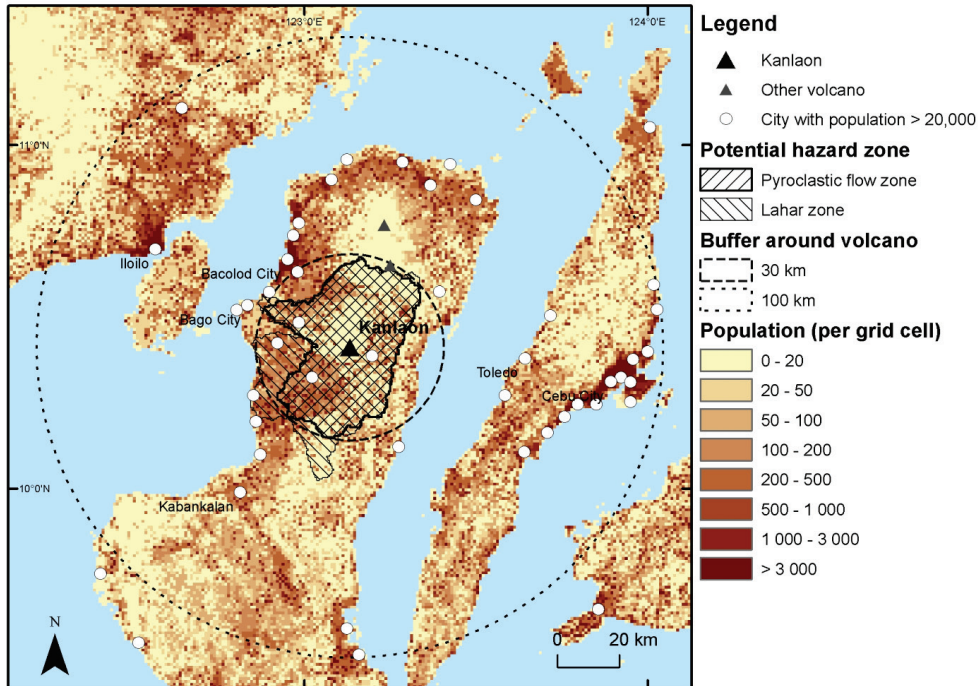 123°0'E
124°0'E
11°0'N
Iloilo
Bacolod City
Bago City
Kanlaon
Toledo
Cebu City
10°0'N
Kabankalan
N
0 20 km
Legend
Kanlaon
Other volcano
City with population > 20,000
Potential hazard zone
Pyroclastic flow zone
Lahar zone
Buffer around volcano
30 km
100 km
Population (per grid cell)
0 - 20
20 - 50
50 - 100
100 - 200
200 - 500
500 - 1 000
1 000 - 3 000
> 3 000